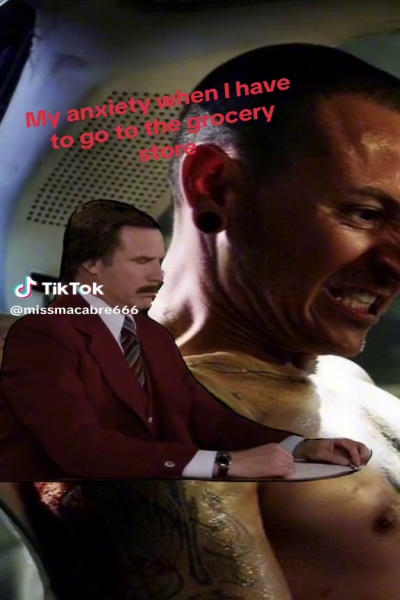 My anxiety when I have
to go to the grocery
store
TikTok
@missmacabre666